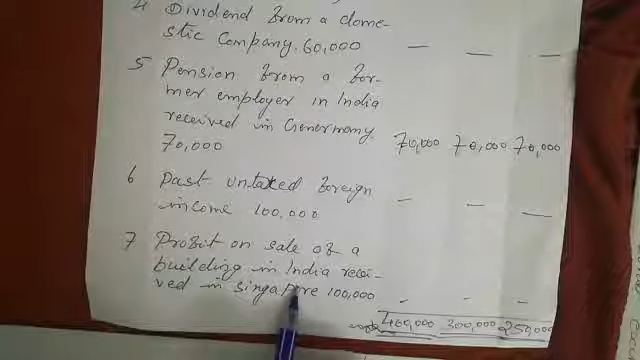 4 Dividend from a dome-
stic Company. 60,000 — — —
5 Pension from a for-
mer employer in India
received in Genermomy 70,000 70,000 70,000
70,000
6 Past untaxed foreign
income 100,000 — — —
7 Profit on sale of a
building in India recei-
ved in singapore 100,000 - - -
400,000 300,000 250,000